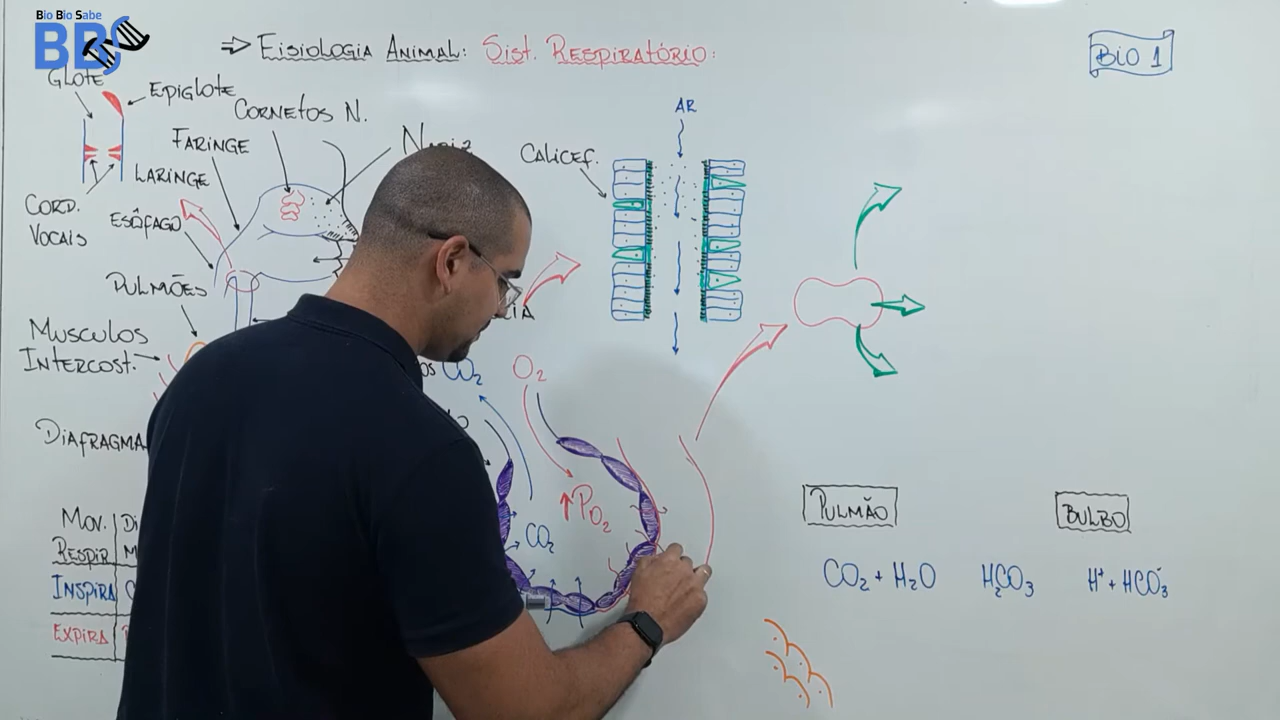 Bio Bio Sabe
BBS
⇒ Fisiologia Animal: Sist. Respiratório:
BIO 1
GLOTE
EPIGLOTE
CORNETOS N.
AR
FARINGE
CALICEF.
LARINGE
CORD.
VOCAIS
ESÔFAGO
PULMÕES
MUSCULOS
INTERCOST.
CO₂
O₂
DIAFRAGMA
↑PO₂
CO₂
PULMÃO
BULBO
CO₂ + H₂O H₂CO₃ H⁺ + HCO₃⁻
MOV.
RESPIR
INSPIRA
EXPIRA